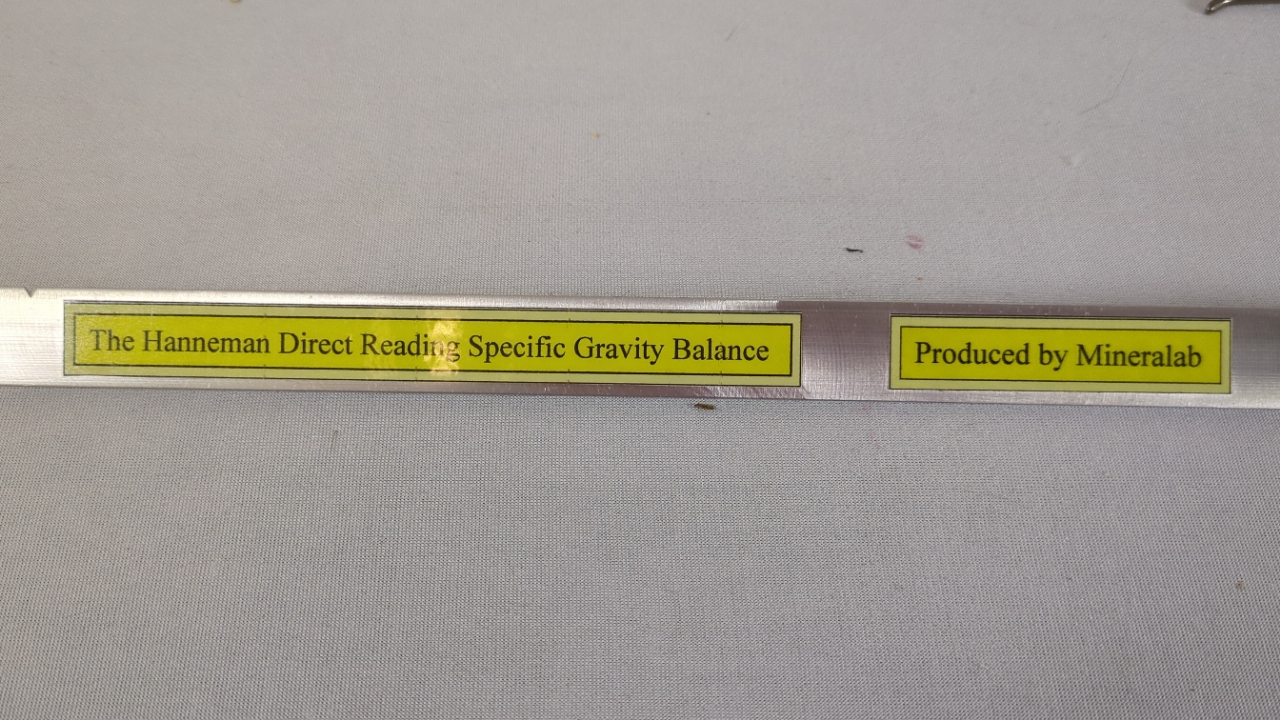 The Hanneman Direct Reading Specific Gravity Balance
Produced by Mineralab